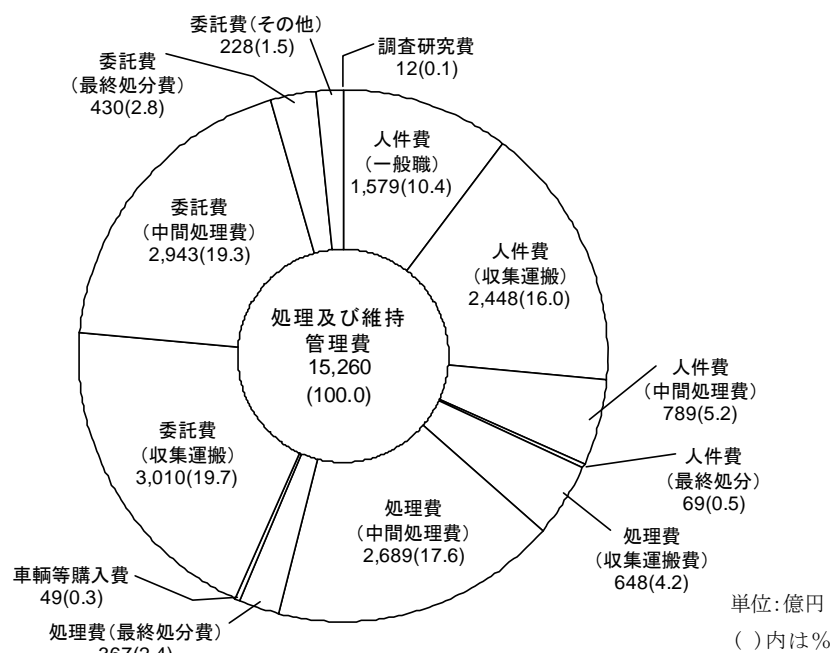 委託費(その他)
228(1.5)
調査研究費
12(0.1)
委託費
(最終処分費)
430(2.8)
人件費
(一般職)
1,579(10.4)
委託費
(中間処理費)
2,943(19.3)
人件費
(収集運搬)
2,448(16.0)
処理及び維持
管理費
15,260
(100.0)
人件費
(中間処理費)
789(5.2)
人件費
(最終処分)
69(0.5)
委託費
(収集運搬)
3,010(19.7)
処理費
(中間処理費)
2,689(17.6)
処理費
(収集運搬費)
648(4.2)
車輌等購入費
49(0.3)
処理費(最終処分費)
367(2.4)
単位:億円
( )内は%